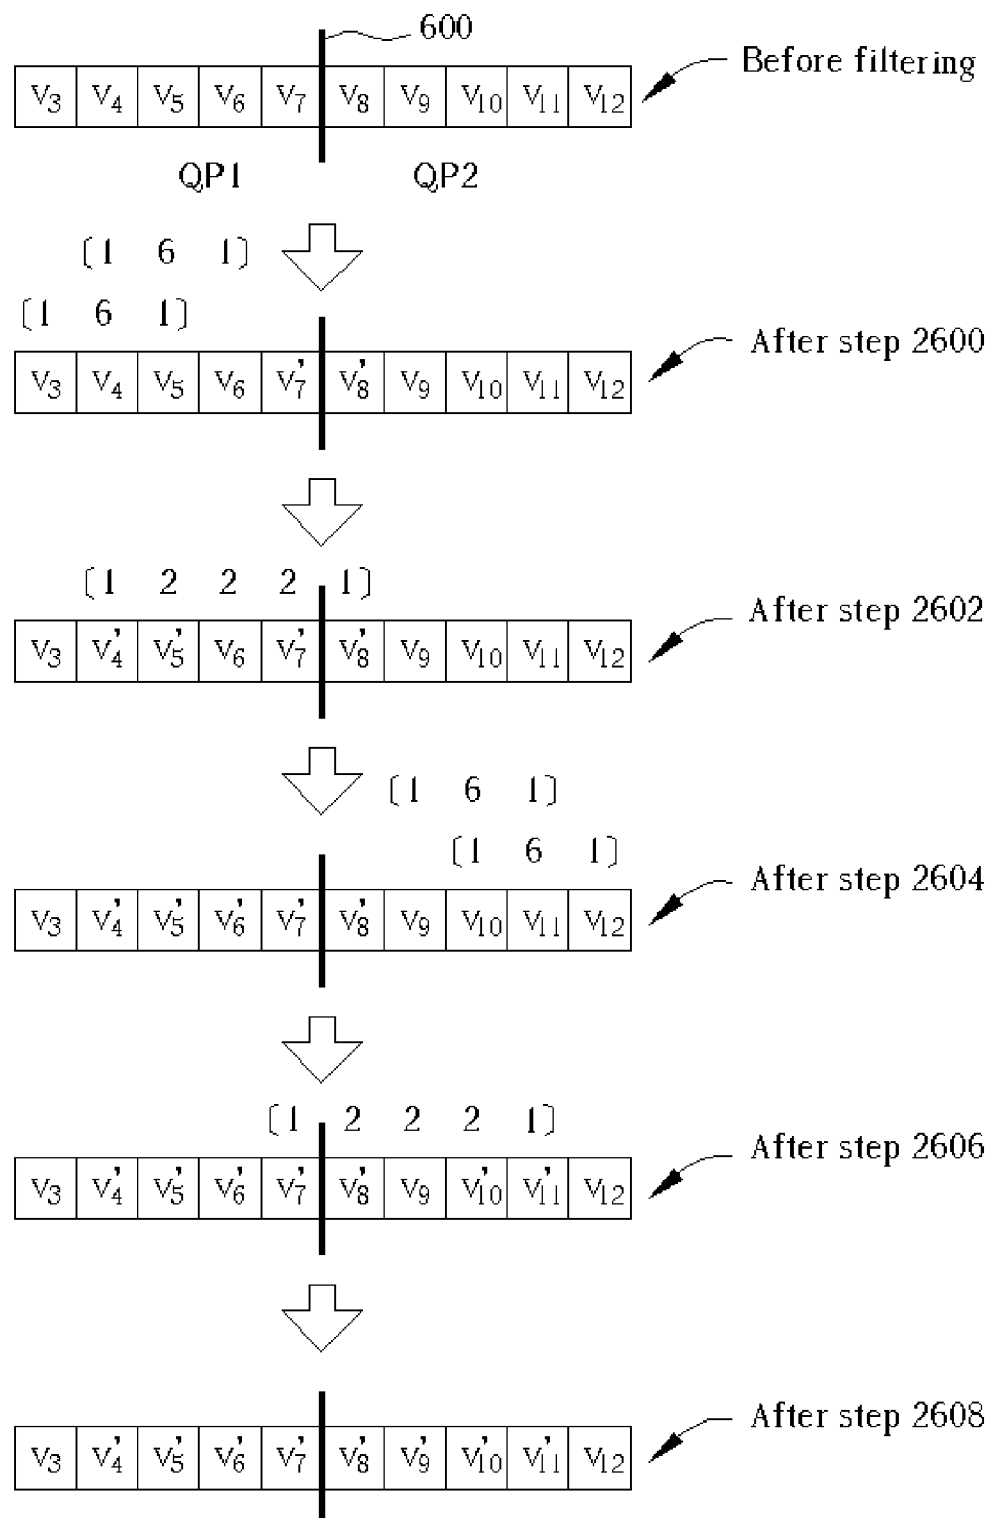 600
Before filtering
V3 V4 V5 V6 V7 V8 V9 V10 V11 V12
QP1 QP2
[1 6 1]
[1 6 1]
After step 2600
V3 V4 V5 V6 V7' V8' V9 V10 V11 V12
[1 2 2 2 1]
After step 2602
V3 V4' V5' V6 V7' V8' V9 V10 V11 V12
[1 6 1]
[1 6 1]
After step 2604
V3 V4' V5' V6' V7' V8' V9 V10 V11 V12
[1 2 2 2 1]
After step 2606
V3 V4' V5' V6' V7' V8' V9 V10' V11' V12
After step 2608
V3 V4' V5' V6' V7' V8' V9' V10' V11' V12